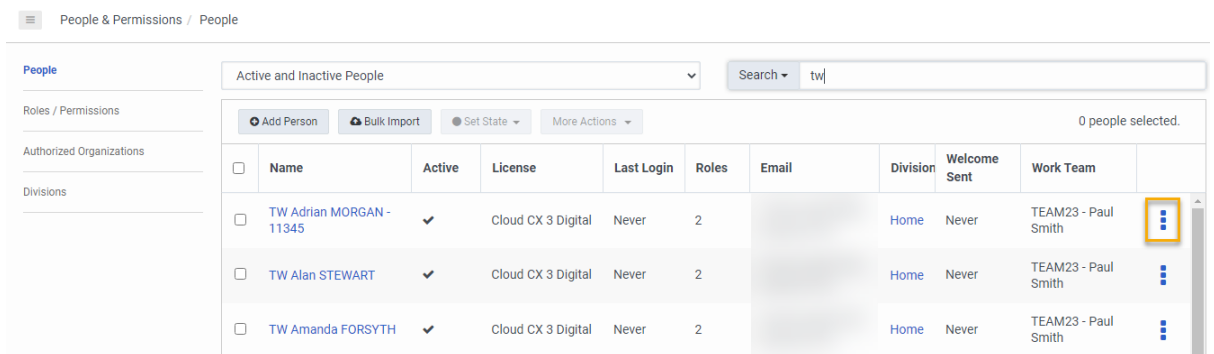 People & Permissions / People
People
Roles / Permissions
Authorized Organizations
Divisions
Active and Inactive People
Search
tw
Add Person
Bulk Import
Set State
More Actions
0 people selected.
Name Active License Last Login Roles Email Division Welcome Sent Work Team
TW Adrian MORGAN - 11345 Cloud CX 3 Digital Never 2 Home Never TEAM23 - Paul Smith
TW Alan STEWART Cloud CX 3 Digital Never 2 Home Never TEAM23 - Paul Smith
TW Amanda FORSYTH Cloud CX 3 Digital Never 2 Home Never TEAM23 - Paul Smith